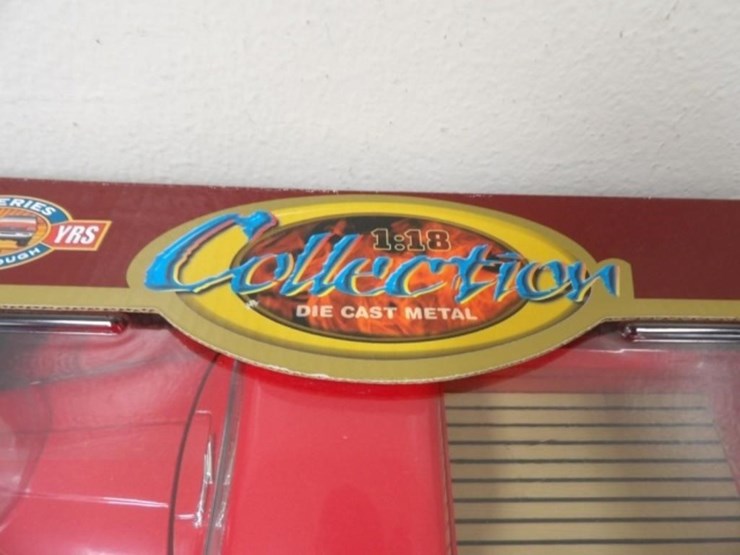 ERIES
YRS
OUGH
1:18
Collection
DIE CAST METAL